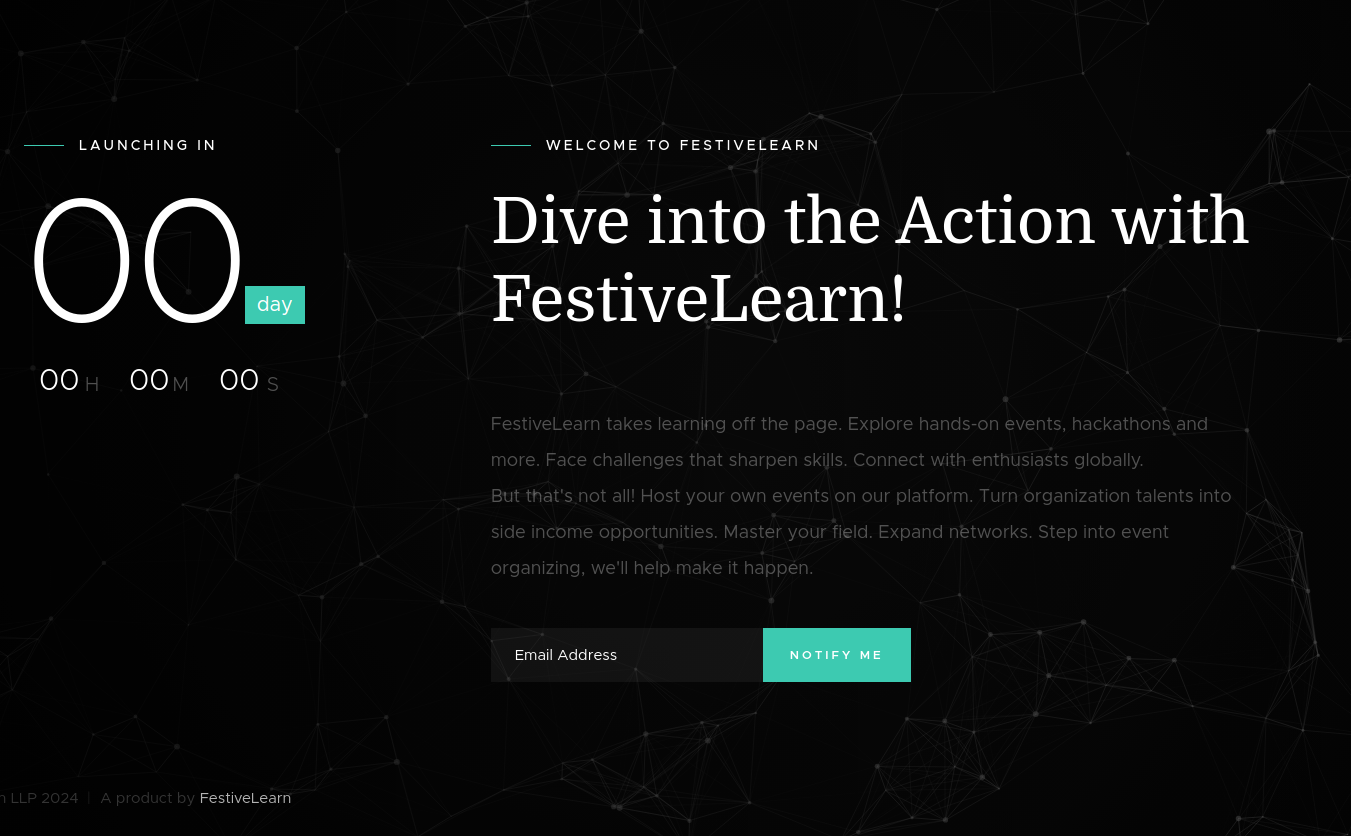 LAUNCHING IN
00 day
00 H 00 M 00 S
WELCOME TO FESTIVELEARN
Dive into the Action with
FestiveLearn!
FestiveLearn takes learning off the page. Explore hands-on events, hackathons and
more. Face challenges that sharpen skills. Connect with enthusiasts globally.
But that's not all! Host your own events on our platform. Turn organization talents into
side income opportunities. Master your field. Expand networks. Step into event
organizing, we'll help make it happen.
Email Address
NOTIFY ME
LLP 2024 | A product by FestiveLearn